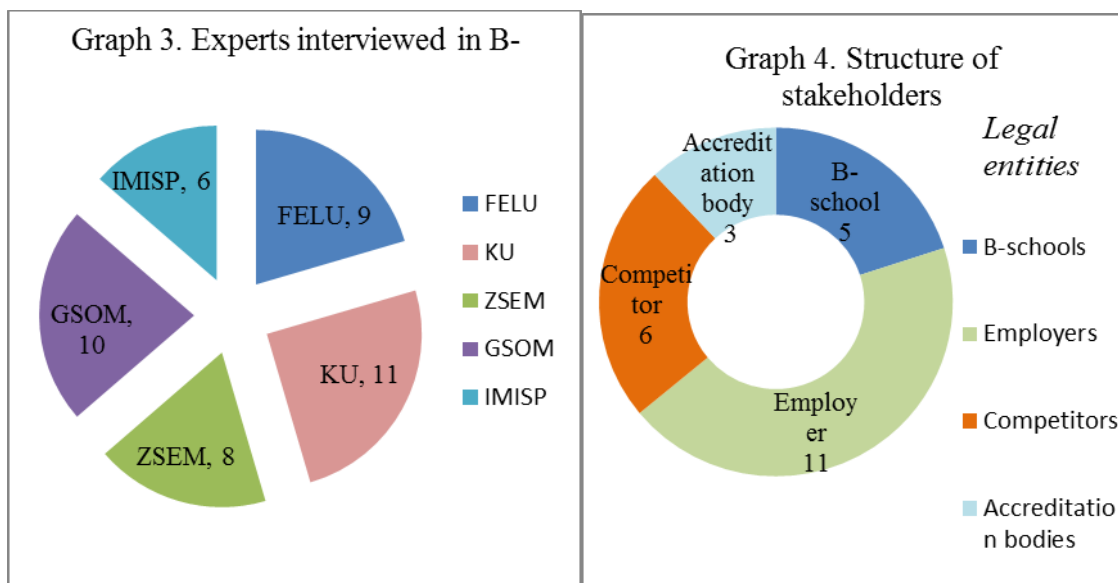 Graph 3. Experts interviewed in B-
IMISP, 6
FELU, 9
GSOM,
10
KU, 11
ZSEM, 8
FELU
KU
ZSEM
GSOM
IMISP
Graph 4. Structure of
stakeholders
Legal
entities
Accredit
ation
body
3
B-
school
5
Competi
tor
6
Employ
er
11
B-schools
Employers
Competitors
Accreditatio
n bodies